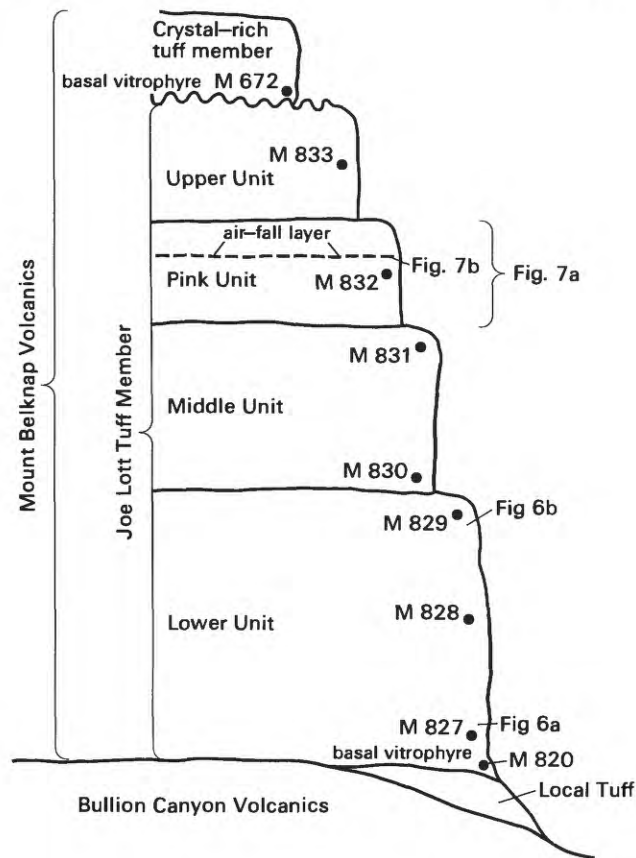 Crystal–rich
tuff member
basal vitrophyre M 672
M 833
Upper Unit
air–fall layer
Fig. 7b
Fig. 7a
Pink Unit
M 832
M 831
Middle Unit
M 830
Fig 6b
M 829
M 828
Lower Unit
M 827
Fig 6a
basal vitrophyre
M 820
Local Tuff
Bullion Canyon Volcanics
Mount Belknap Volcanics
Joe Lott Tuff Member